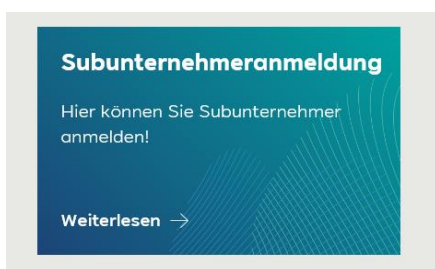 Subunternehmeranmeldung
Hier können Sie Subunternehmer
anmelden!
Weiterlesen →